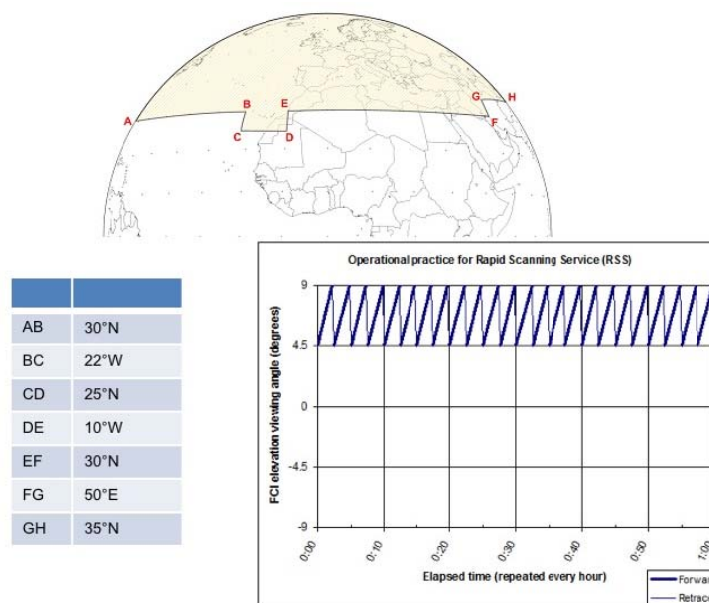 A B C D E F G H
AB 30°N
BC 22°W
CD 25°N
DE 10°W
EF 30°N
FG 50°E
GH 35°N
Operational practice for Rapid Scanning Service (RSS)
FCI elevation viewing angle (degrees)
9
4.5
0
-4.5
-9
0:00 0:10 0:20 0:30 0:40 0:50 1:00
Elapsed time (repeated every hour)
Forward
Retrace